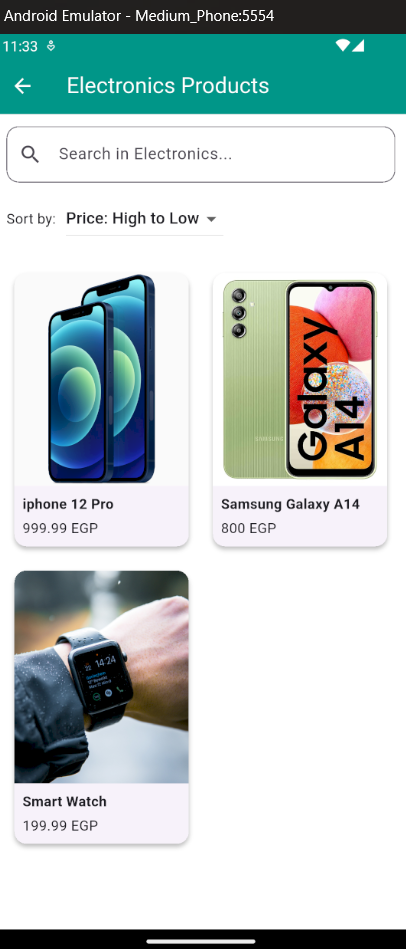 Android Emulator - Medium_Phone:5554
11:33
Electronics Products
Search in Electronics...
Sort by: Price: High to Low
SAMSUNG
Galaxy
A14
iphone 12 Pro
999.99 EGP
Samsung Galaxy A14
800 EGP
14:24
Smart Watch
199.99 EGP